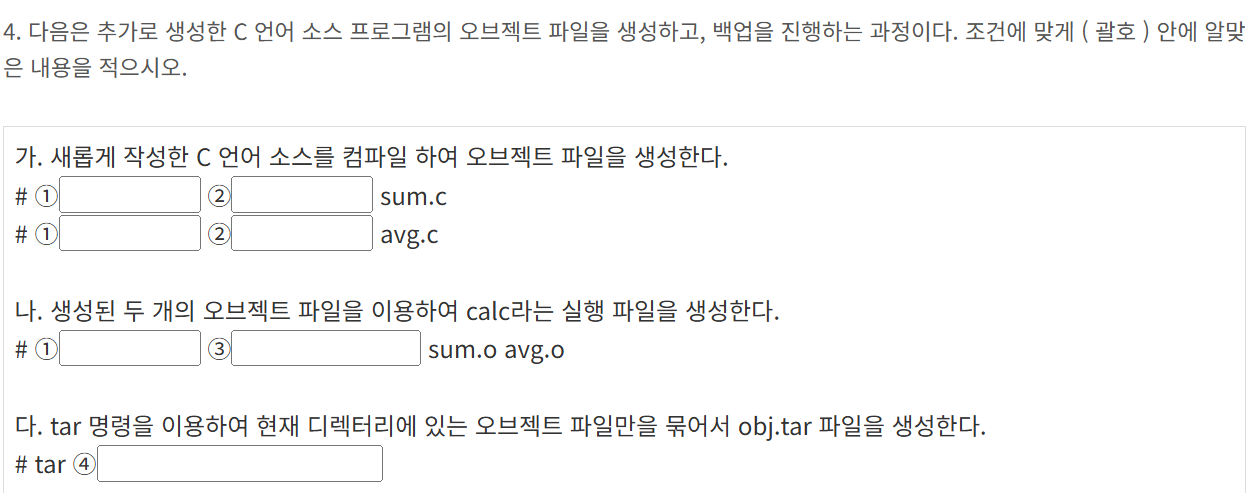 4. 다음은 추가로 생성한 C 언어 소스 프로그램의 오브젝트 파일을 생성하고, 백업을 진행하는 과정이다. 조건에 맞게 ( 괄호 ) 안에 알맞
은 내용을 적으시오.
가. 새롭게 작성한 C 언어 소스를 컴파일 하여 오브젝트 파일을 생성한다.
# ① ② sum.c
# ① ② avg.c
나. 생성된 두 개의 오브젝트 파일을 이용하여 calc라는 실행 파일을 생성한다.
# ① ③ sum.o avg.o
다. tar 명령을 이용하여 현재 디렉터리에 있는 오브젝트 파일만을 묶어서 obj.tar 파일을 생성한다.
# tar ④